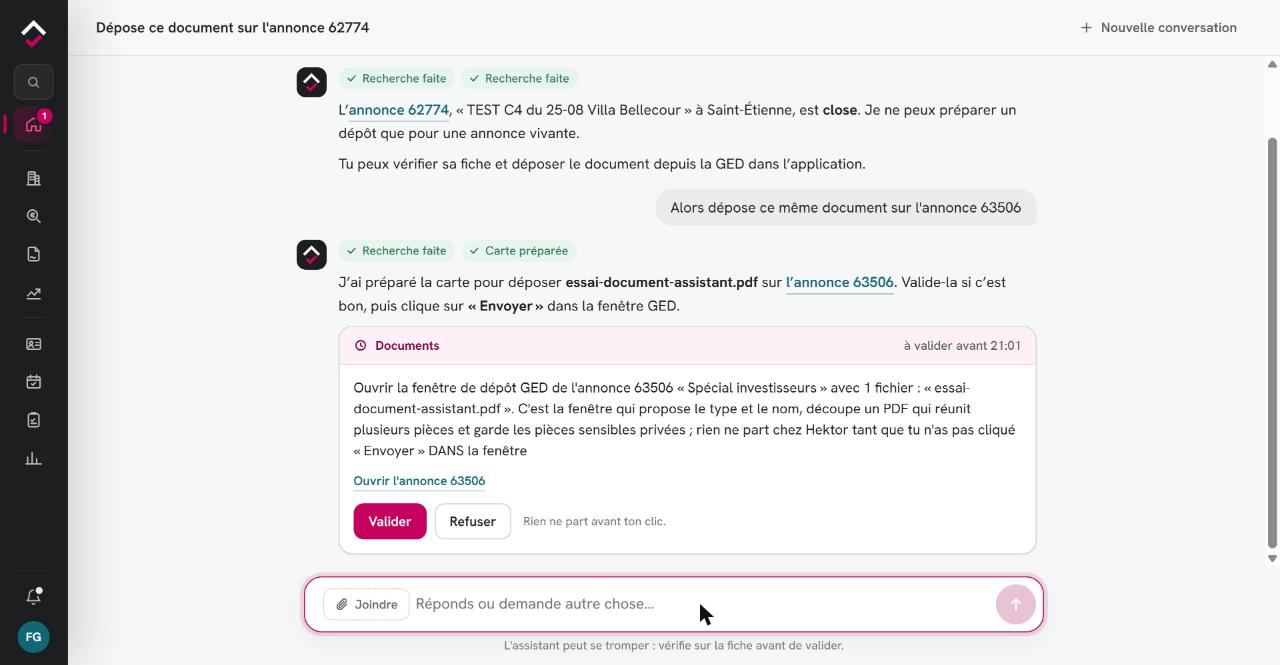 Dépose ce document sur l'annonce 62774
+ Nouvelle conversation
1
Recherche faite
Recherche faite
L'annonce 62774, « TEST C4 du 25-08 Villa Bellecour » à Saint-Étienne, est close. Je ne peux préparer un
dépôt que pour une annonce vivante.
Tu peux vérifier sa fiche et déposer le document depuis la GED dans l'application.
Alors dépose ce même document sur l'annonce 63506
Recherche faite
Carte préparée
J'ai préparé la carte pour déposer essai-document-assistant.pdf sur l'annonce 63506. Valide-la si c'est
bon, puis clique sur « Envoyer » dans la fenêtre GED.
Documents
à valider avant 21:01
Ouvrir la fenêtre de dépôt GED de l'annonce 63506 « Spécial investisseurs » avec 1 fichier : « essai-
document-assistant.pdf ». C'est la fenêtre qui propose le type et le nom, découpe un PDF qui réunit
plusieurs pièces et garde les pièces sensibles privées ; rien ne part chez Hektor tant que tu n'as pas cliqué
« Envoyer » DANS la fenêtre
Ouvrir l'annonce 63506
Valider
Refuser
Rien ne part avant ton clic.
Joindre
Réponds ou demande autre chose...
FG
L'assistant peut se tromper : vérifie sur la fiche avant de valider.